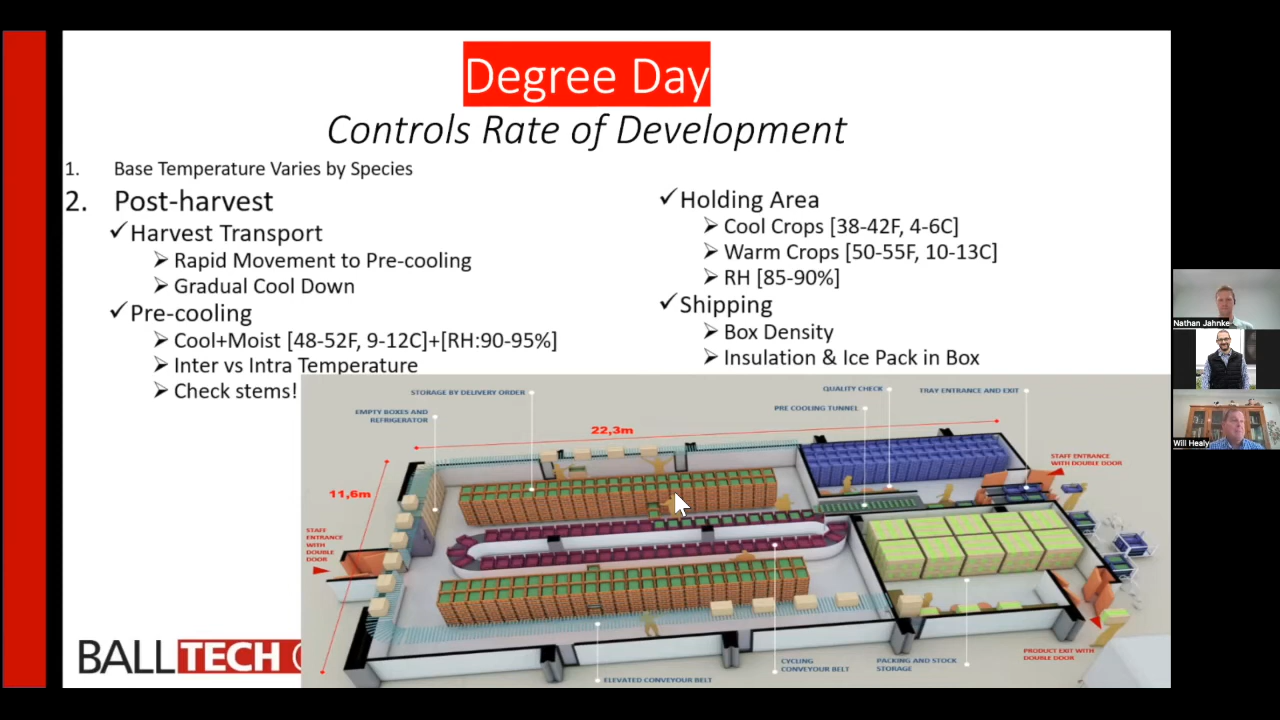 Degree Day
Controls Rate of Development
1. Base Temperature Varies by Species
2. Post-harvest
✓Harvest Transport
➢ Rapid Movement to Pre-cooling
➢ Gradual Cool Down
✓Pre-cooling
➢ Cool+Moist [48-52F, 9-12C]+[RH:90-95%]
➢ Inter vs Intra Temperature
➢ Check stems!
✓Holding Area
➢ Cool Crops [38-42F, 4-6C]
➢ Warm Crops [50-55F, 10-13C]
➢ RH [85-90%]
✓Shipping
➢ Box Density
➢ Insulation & Ice Pack in Box
STORAGE BY DELIVERY ORDER
EMPTY BOXES AND
REFRIGERATOR
22,3m
QUALITY CHECK
PRE COOLING TUNNEL
TRAY ENTRANCE AND EXIT
STAFF ENTRANCE
WITH DOUBLE DOOR
11,6m
STAFF
ENTRANCE
WITH
DOUBLE
DOOR
ELEVATED CONVEYOUR BELT
CYCLING
CONVEYOUR BELT
PACKING AND STOCK
STORAGE
PRODUCT EXIT WITH
DOUBLE DOOR
BALLTECH
Nathan Jahnke
Will Healy